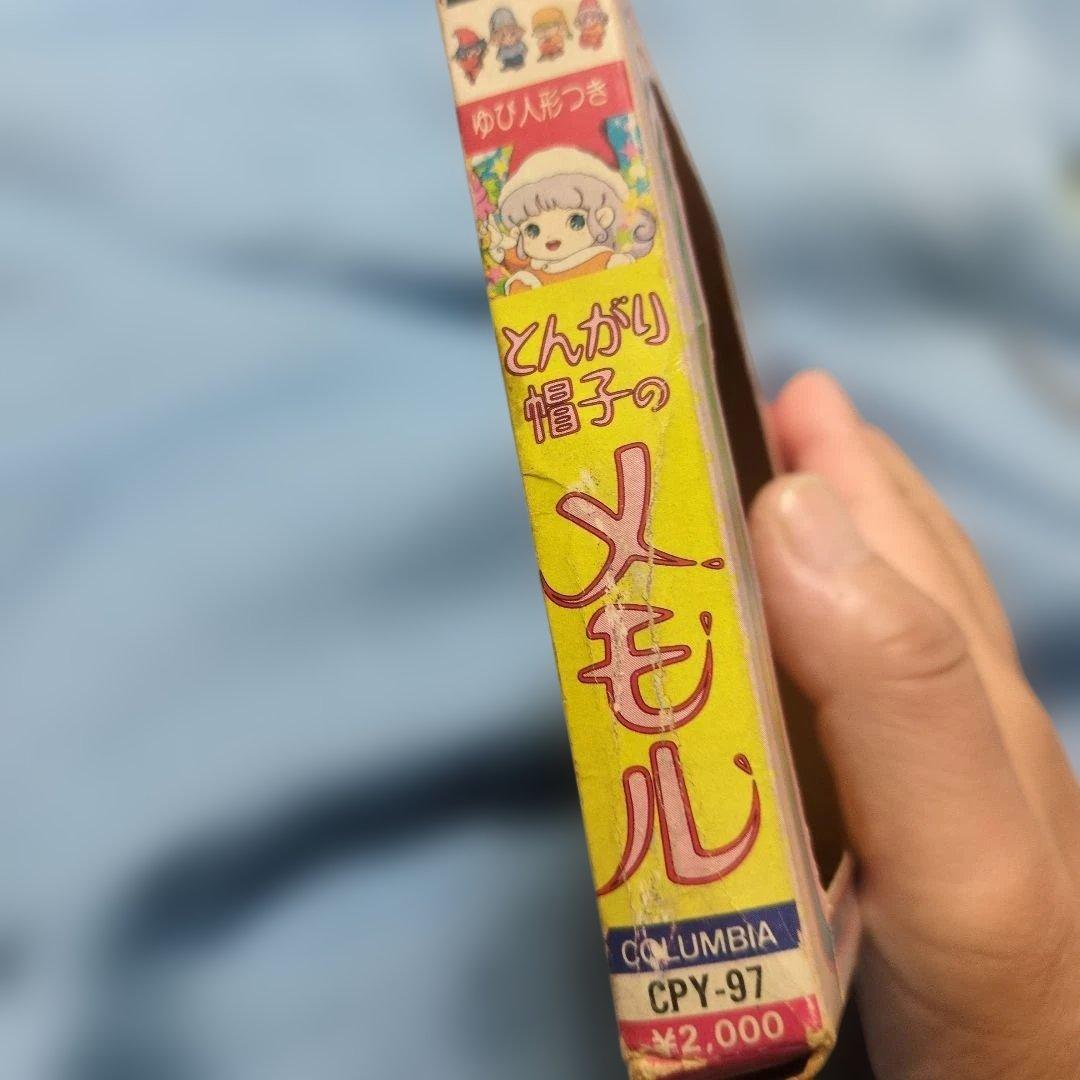 ゆび人形つき
とんがり
帽子の
メモル
COLUMBIA
CPY-97
¥2,000